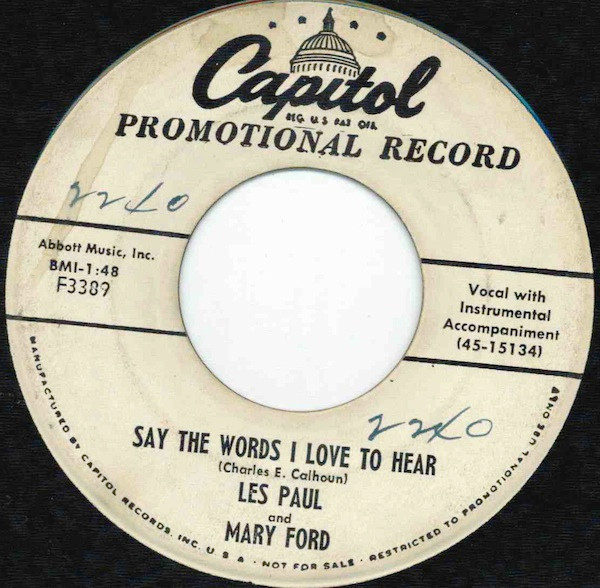 Capitol
REG. U.S. PAT. OFF.
PROMOTIONAL RECORD
2240
Abbott Music, Inc.
BMI-1:48
F3389
Vocal with
Instrumental
Accompaniment
(45-15134)
2240
SAY THE WORDS I LOVE TO HEAR
(Charles E. Calhoun)
LES PAUL
and
MARY FORD
MANUFACTURED BY CAPITOL RECORDS, INC. U S A · NOT FOR SALE · RESTRICTED TO PROMOTIONAL USE ONLY